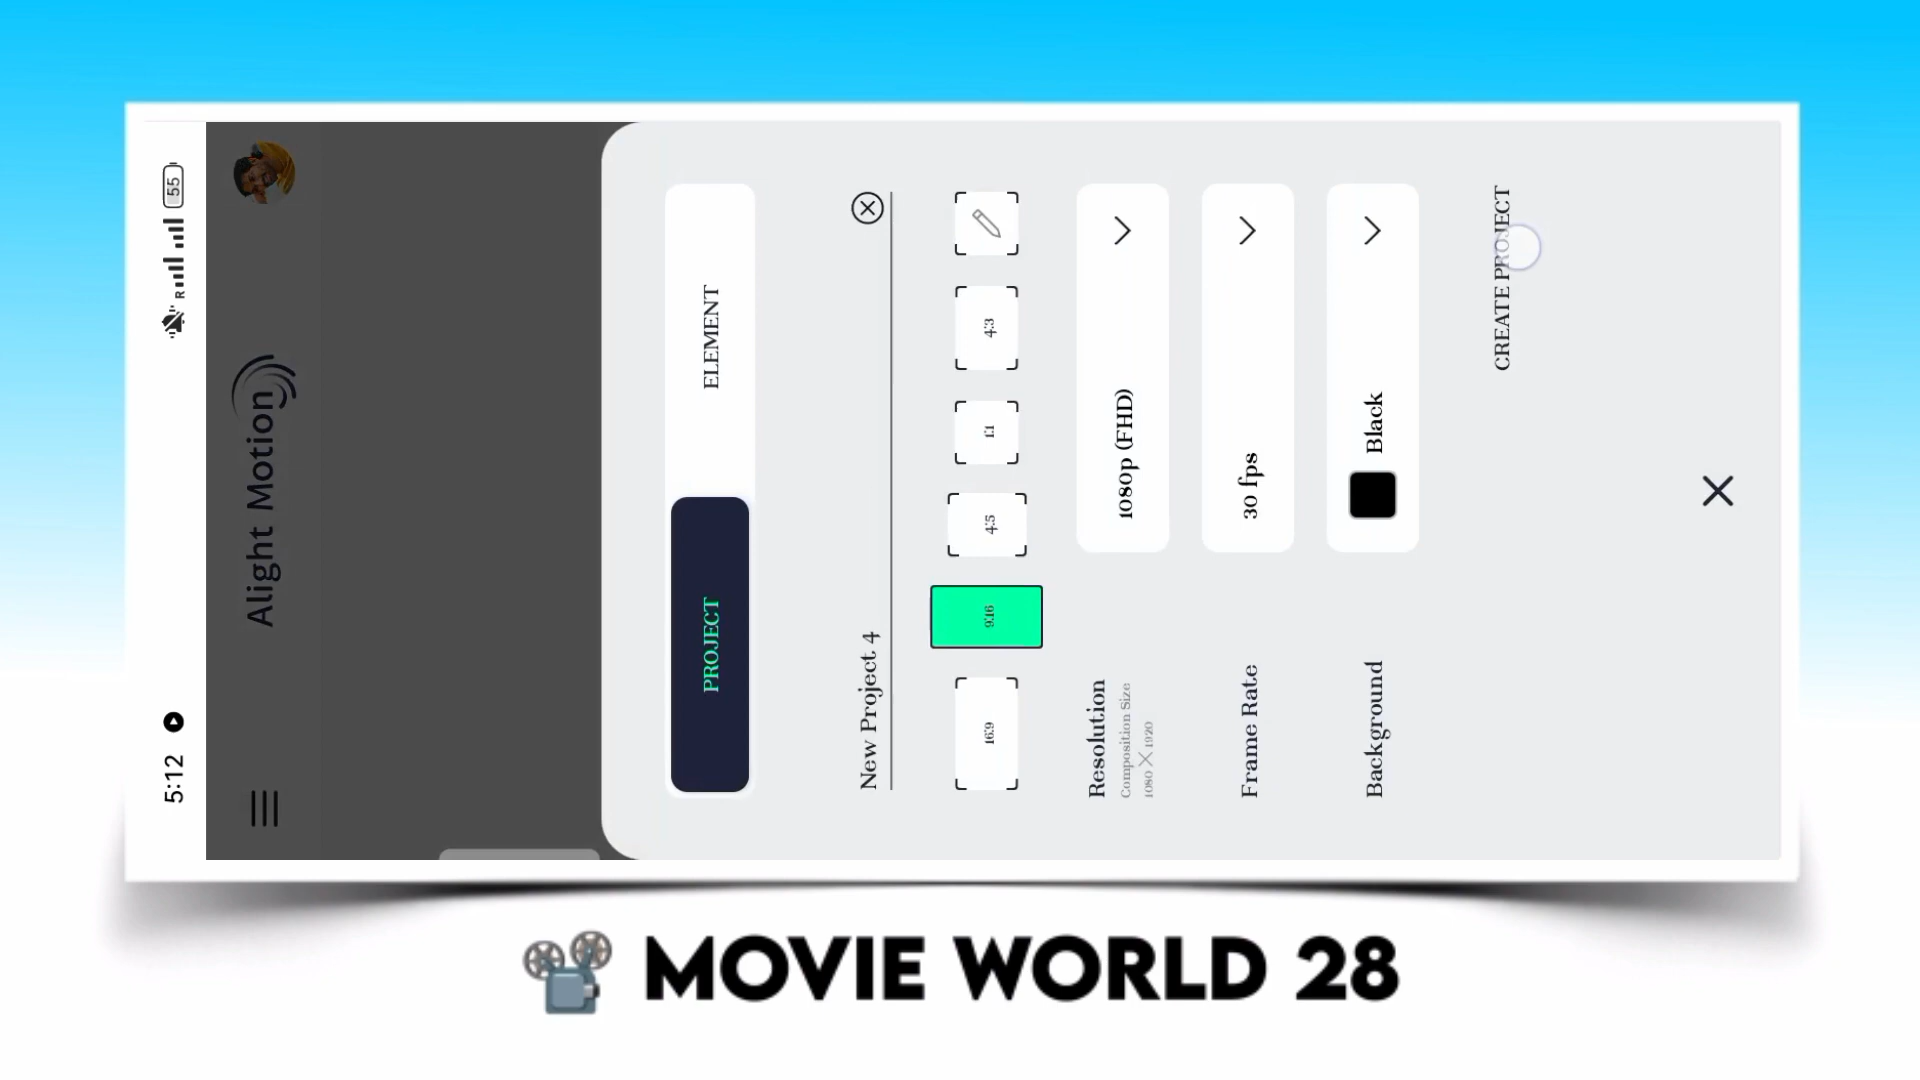 5:12
R
55
Alight Motion
PROJECT ELEMENT
New Project 4
16:9 9:16 4:5 1:1 4:3
Resolution 1080p (FHD)
Composition Size
1080 X 1920
Frame Rate 30 fps
Background Black
CREATE PROJECT
MOVIE WORLD 28